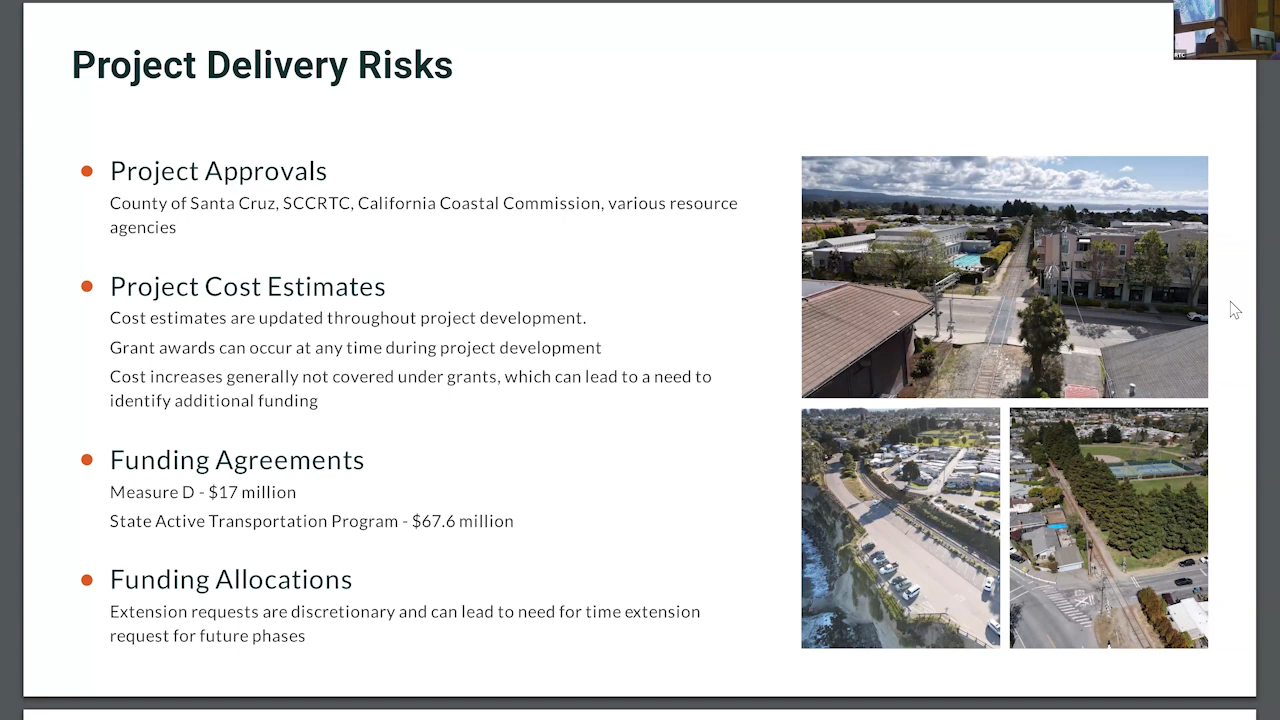 Project Delivery Risks
Project Approvals
County of Santa Cruz, SCCRTC, California Coastal Commission, various resource
agencies
Project Cost Estimates
Cost estimates are updated throughout project development.
Grant awards can occur at any time during project development
Cost increases generally not covered under grants, which can lead to a need to
identify additional funding
Funding Agreements
Measure D - $17 million
State Active Transportation Program - $67.6 million
Funding Allocations
Extension requests are discretionary and can lead to need for time extension
request for future phases